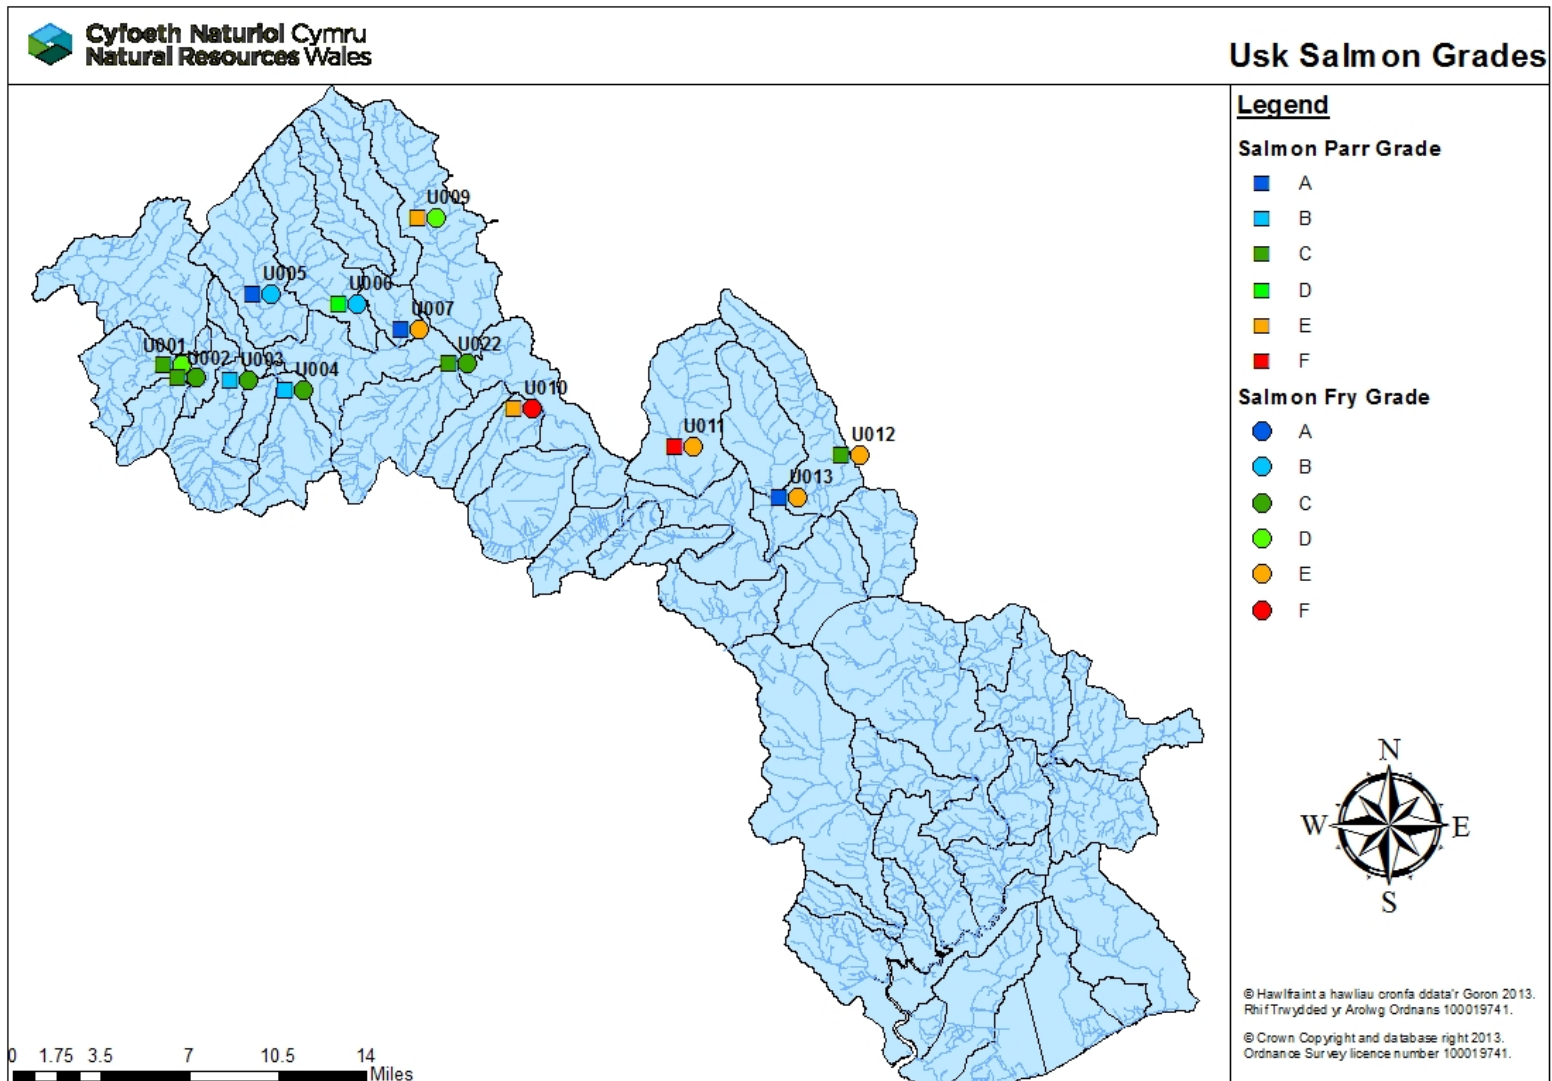 Cyfoeth Naturiol Cymru
Natural Resources Wales
Usk Salmon Grades
Legend
Salmon Parr Grade
A
B
C
D
E
F
Salmon Fry Grade
A
B
C
D
E
F
U009
U005
U006
U007
U001
U002
U003
U004
U022
U010
U011
U012
U013
N
W E
S
0 1.75 3.5 7 10.5 14
Miles
© Hawlfraint a hawliau cronfa ddata'r Goron 2013.
Rhif Trwydded yr Arolwg Ordnans 100019741.
© Crown Copyright and database right 2013.
Ordnance Survey licence number 100019741.